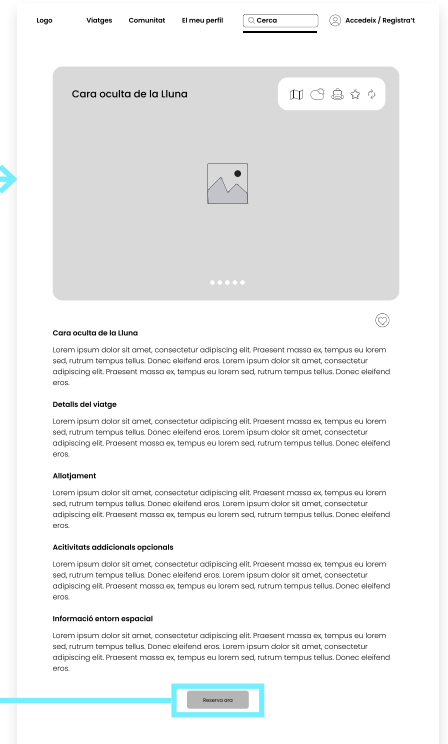 Logo
Viatges
Comunitat
El meu perfil
Cerca
Accedeix / Registra't
Cara oculta de la Lluna
Cara oculta de la Lluna
Lorem ipsum dolor sit amet, consectetur adipiscing elit. Praesent massa ex, tempus eu lorem
sed, rutrum tempus tellus. Donec eleifend eros. Lorem ipsum dolor sit amet, consectetur
adipiscing elit. Praesent massa ex, tempus eu lorem sed, rutrum tempus tellus. Donec eleifend
eros.
Detalls del viatge
Lorem ipsum dolor sit amet, consectetur adipiscing elit. Praesent massa ex, tempus eu lorem
sed, rutrum tempus tellus. Donec eleifend eros. Lorem ipsum dolor sit amet, consectetur
adipiscing elit. Praesent massa ex, tempus eu lorem sed, rutrum tempus tellus. Donec eleifend
eros.
Allotjament
Lorem ipsum dolor sit amet, consectetur adipiscing elit. Praesent massa ex, tempus eu lorem
sed, rutrum tempus tellus. Donec eleifend eros. Lorem ipsum dolor sit amet, consectetur
adipiscing elit. Praesent massa ex, tempus eu lorem sed, rutrum tempus tellus. Donec eleifend
eros.
Acitivitats addicionals opcionals
Lorem ipsum dolor sit amet, consectetur adipiscing elit. Praesent massa ex, tempus eu lorem
sed, rutrum tempus tellus. Donec eleifend eros. Lorem ipsum dolor sit amet, consectetur
adipiscing elit. Praesent massa ex, tempus eu lorem sed, rutrum tempus tellus. Donec eleifend
eros.
Informació entorn espacial
Lorem ipsum dolor sit amet, consectetur adipiscing elit. Praesent massa ex, tempus eu lorem
sed, rutrum tempus tellus. Donec eleifend eros. Lorem ipsum dolor sit amet, consectetur
adipiscing elit. Praesent massa ex, tempus eu lorem sed, rutrum tempus tellus. Donec eleifend
eros.
Reserva ara